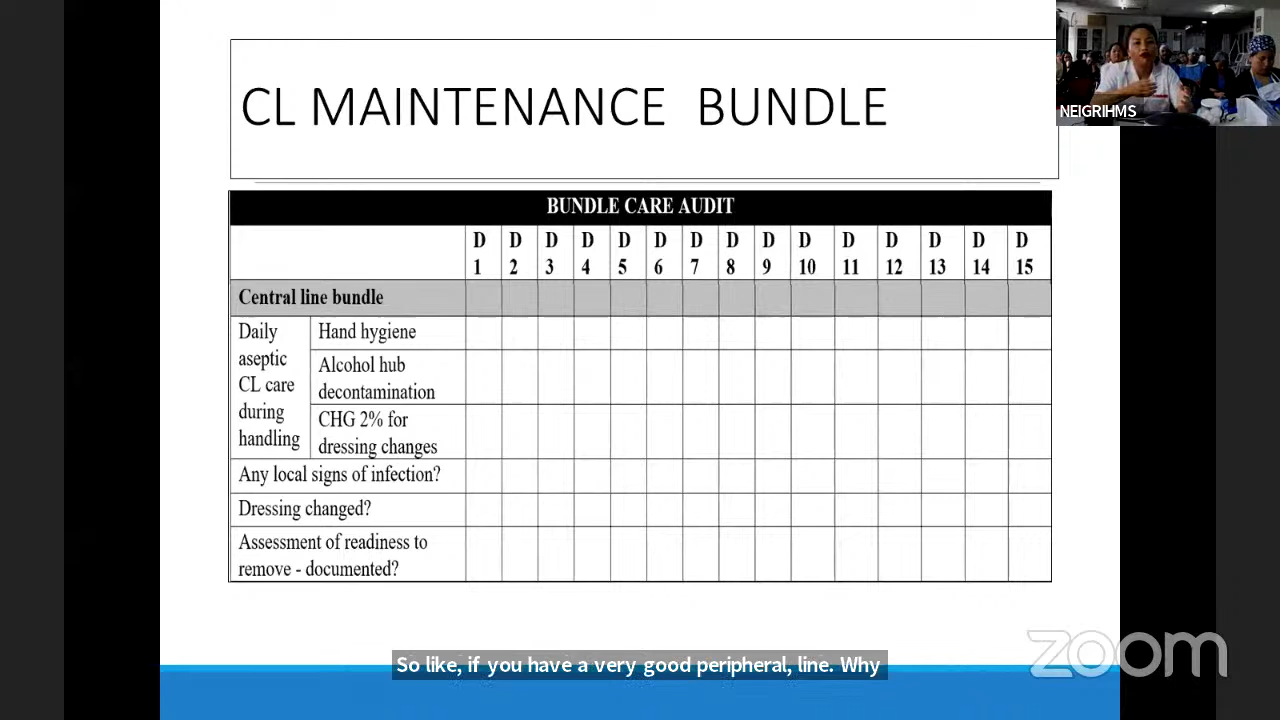 CL MAINTENANCE BUNDLE
NEIGRIHMS
BUNDLE CARE AUDIT
D D D D D D D D D D D D D D D
1 2 3 4 5 6 7 8 9 10 11 12 13 14 15
Central line bundle
Daily
aseptic
CL care
during
handling
Hand hygiene
Alcohol hub
decontamination
CHG 2% for
dressing changes
Any local signs of infection?
Dressing changed?
Assessment of readiness to
remove - documented?
zoom
So like, if you have a very good peripheral, line. Why